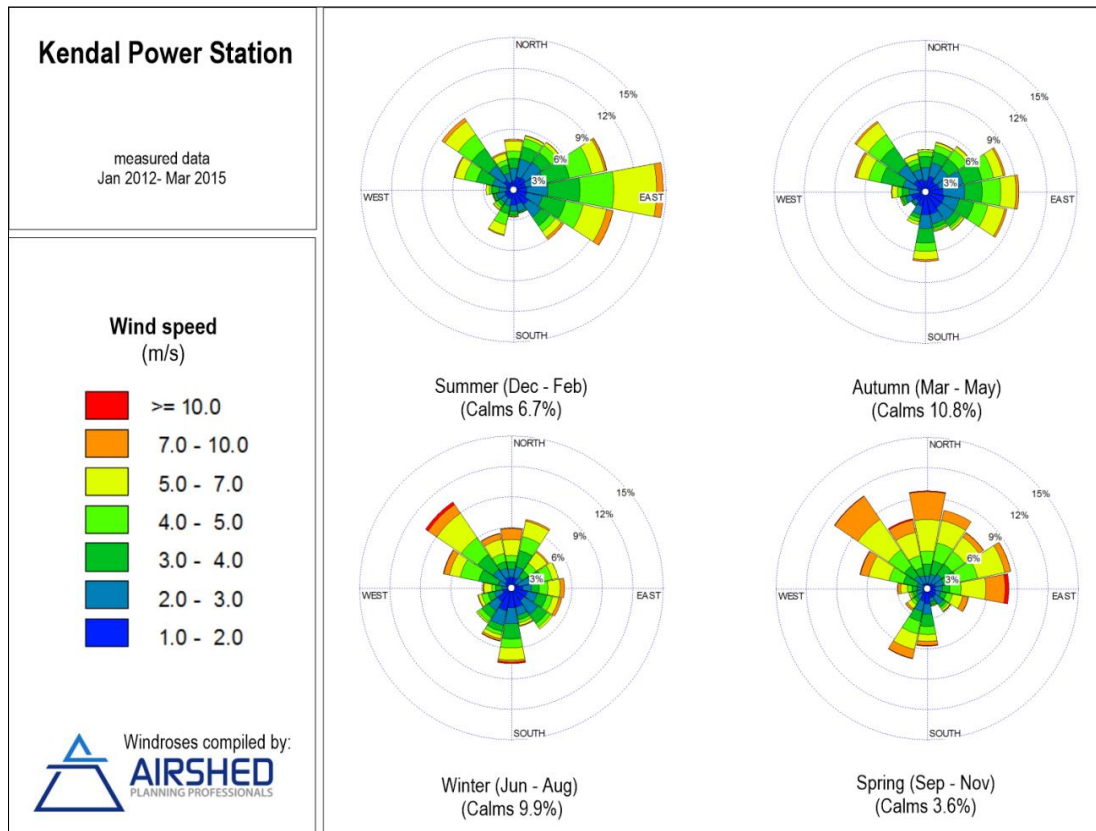 Kendal Power Station
measured data
Jan 2012- Mar 2015
Wind speed
(m/s)
>= 10.0
7.0 - 10.0
5.0 - 7.0
4.0 - 5.0
3.0 - 4.0
2.0 - 3.0
1.0 - 2.0
Windroses compiled by:
AIRSHED
PLANNING PROFESSIONALS
NORTH
15%
12%
9%
6%
3%
WEST
EAST
SOUTH
Summer (Dec - Feb)
(Calms 6.7%)
NORTH
15%
12%
9%
6%
3%
WEST
EAST
SOUTH
Autumn (Mar - May)
(Calms 10.8%)
NORTH
15%
12%
9%
6%
3%
WEST
EAST
SOUTH
Winter (Jun - Aug)
(Calms 9.9%)
NORTH
15%
12%
9%
6%
3%
WEST
EAST
SOUTH
Spring (Sep - Nov)
(Calms 3.6%)